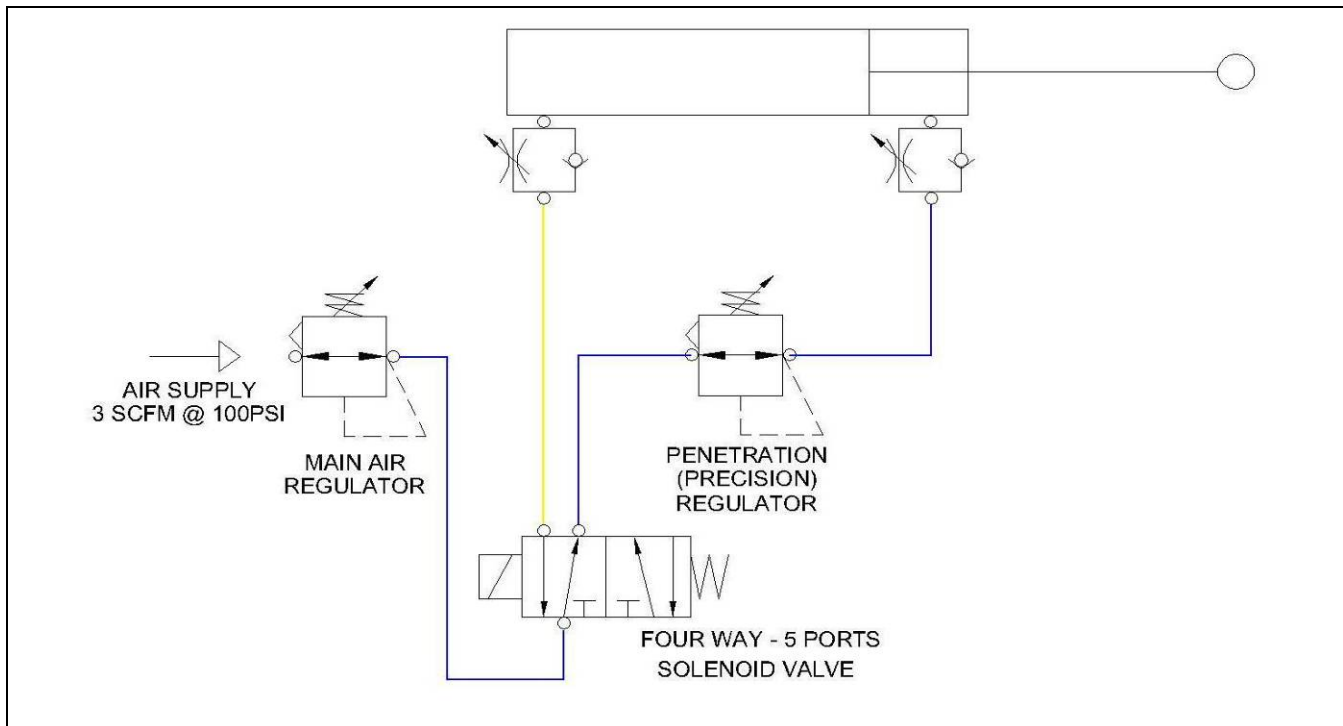 AIR SUPPLY
3 SCFM @ 100PSI
MAIN AIR
REGULATOR
PENETRATION
(PRECISION)
REGULATOR
FOUR WAY - 5 PORTS
SOLENOID VALVE